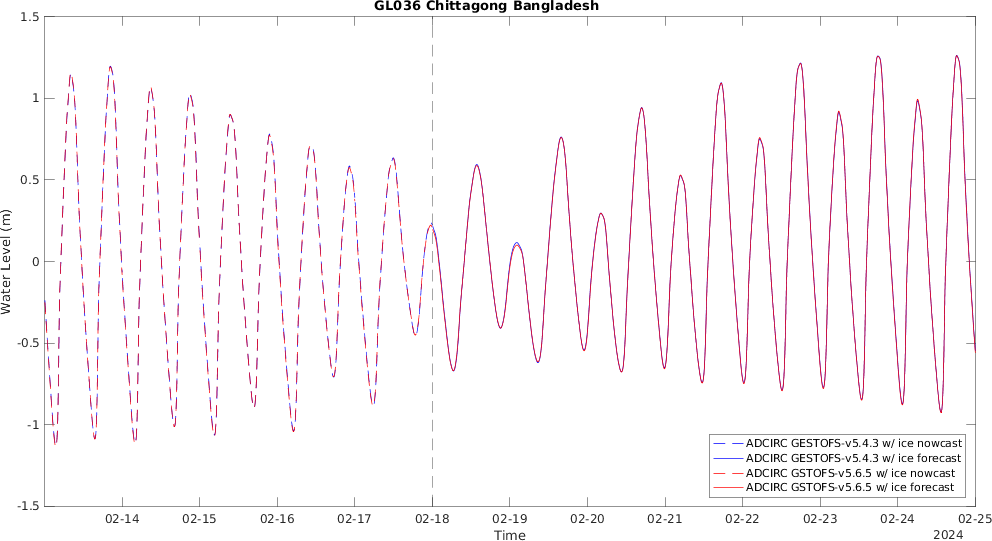 GL036 Chittagong Bangladesh
1.5
1
0.5
0
-0.5
-1
-1.5
Water Level (m)
02-14 02-15 02-16 02-17 02-18 02-19 02-20 02-21 02-22 02-23 02-24 02-25
Time
2024
ADCIRC GESTOFS-v5.4.3 w/ ice nowcast
ADCIRC GESTOFS-v5.4.3 w/ ice forecast
ADCIRC GSTOFS-v5.6.5 w/ ice nowcast
ADCIRC GSTOFS-v5.6.5 w/ ice forecast